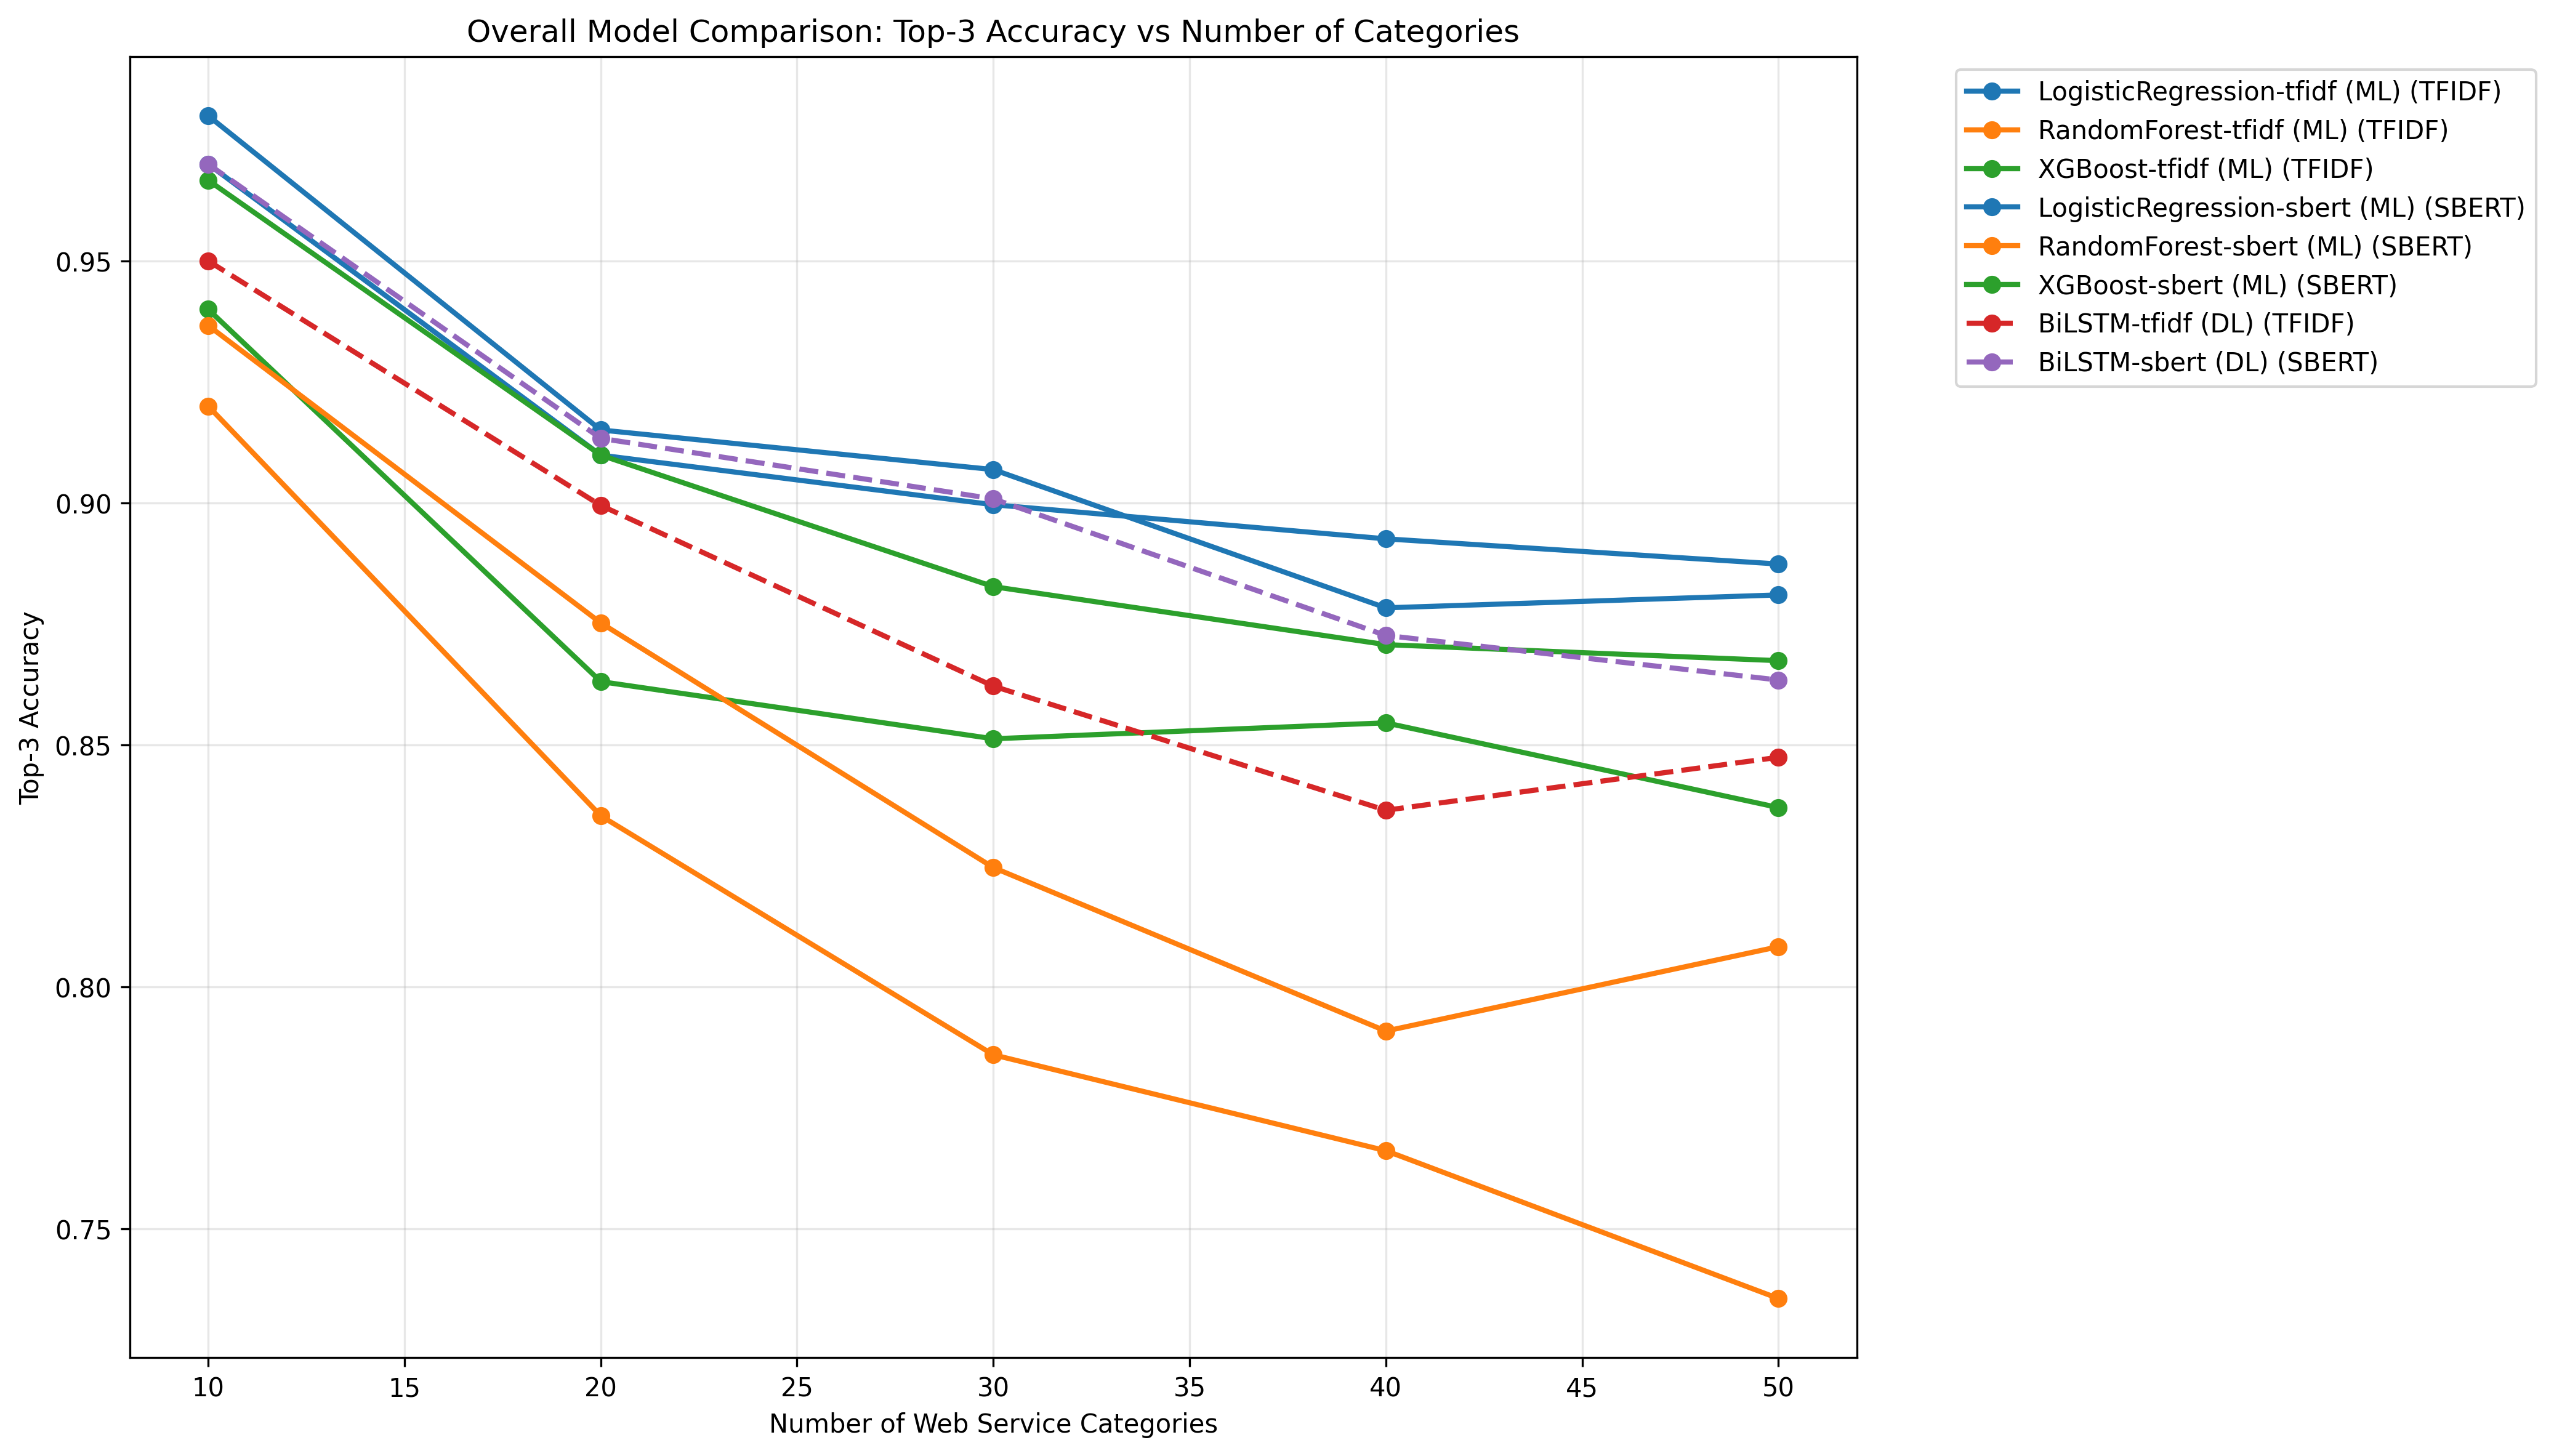 Overall Model Comparison: Top-3 Accuracy vs Number of Categories
LogisticRegression-tfidf (ML) (TFIDF)
RandomForest-tfidf (ML) (TFIDF)
XGBoost-tfidf (ML) (TFIDF)
LogisticRegression-sbert (ML) (SBERT)
RandomForest-sbert (ML) (SBERT)
XGBoost-sbert (ML) (SBERT)
BiLSTM-tfidf (DL) (TFIDF)
BiLSTM-sbert (DL) (SBERT)
Top-3 Accuracy
0.95
0.90
0.85
0.80
0.75
10 15 20 25 30 35 40 45 50
Number of Web Service Categories